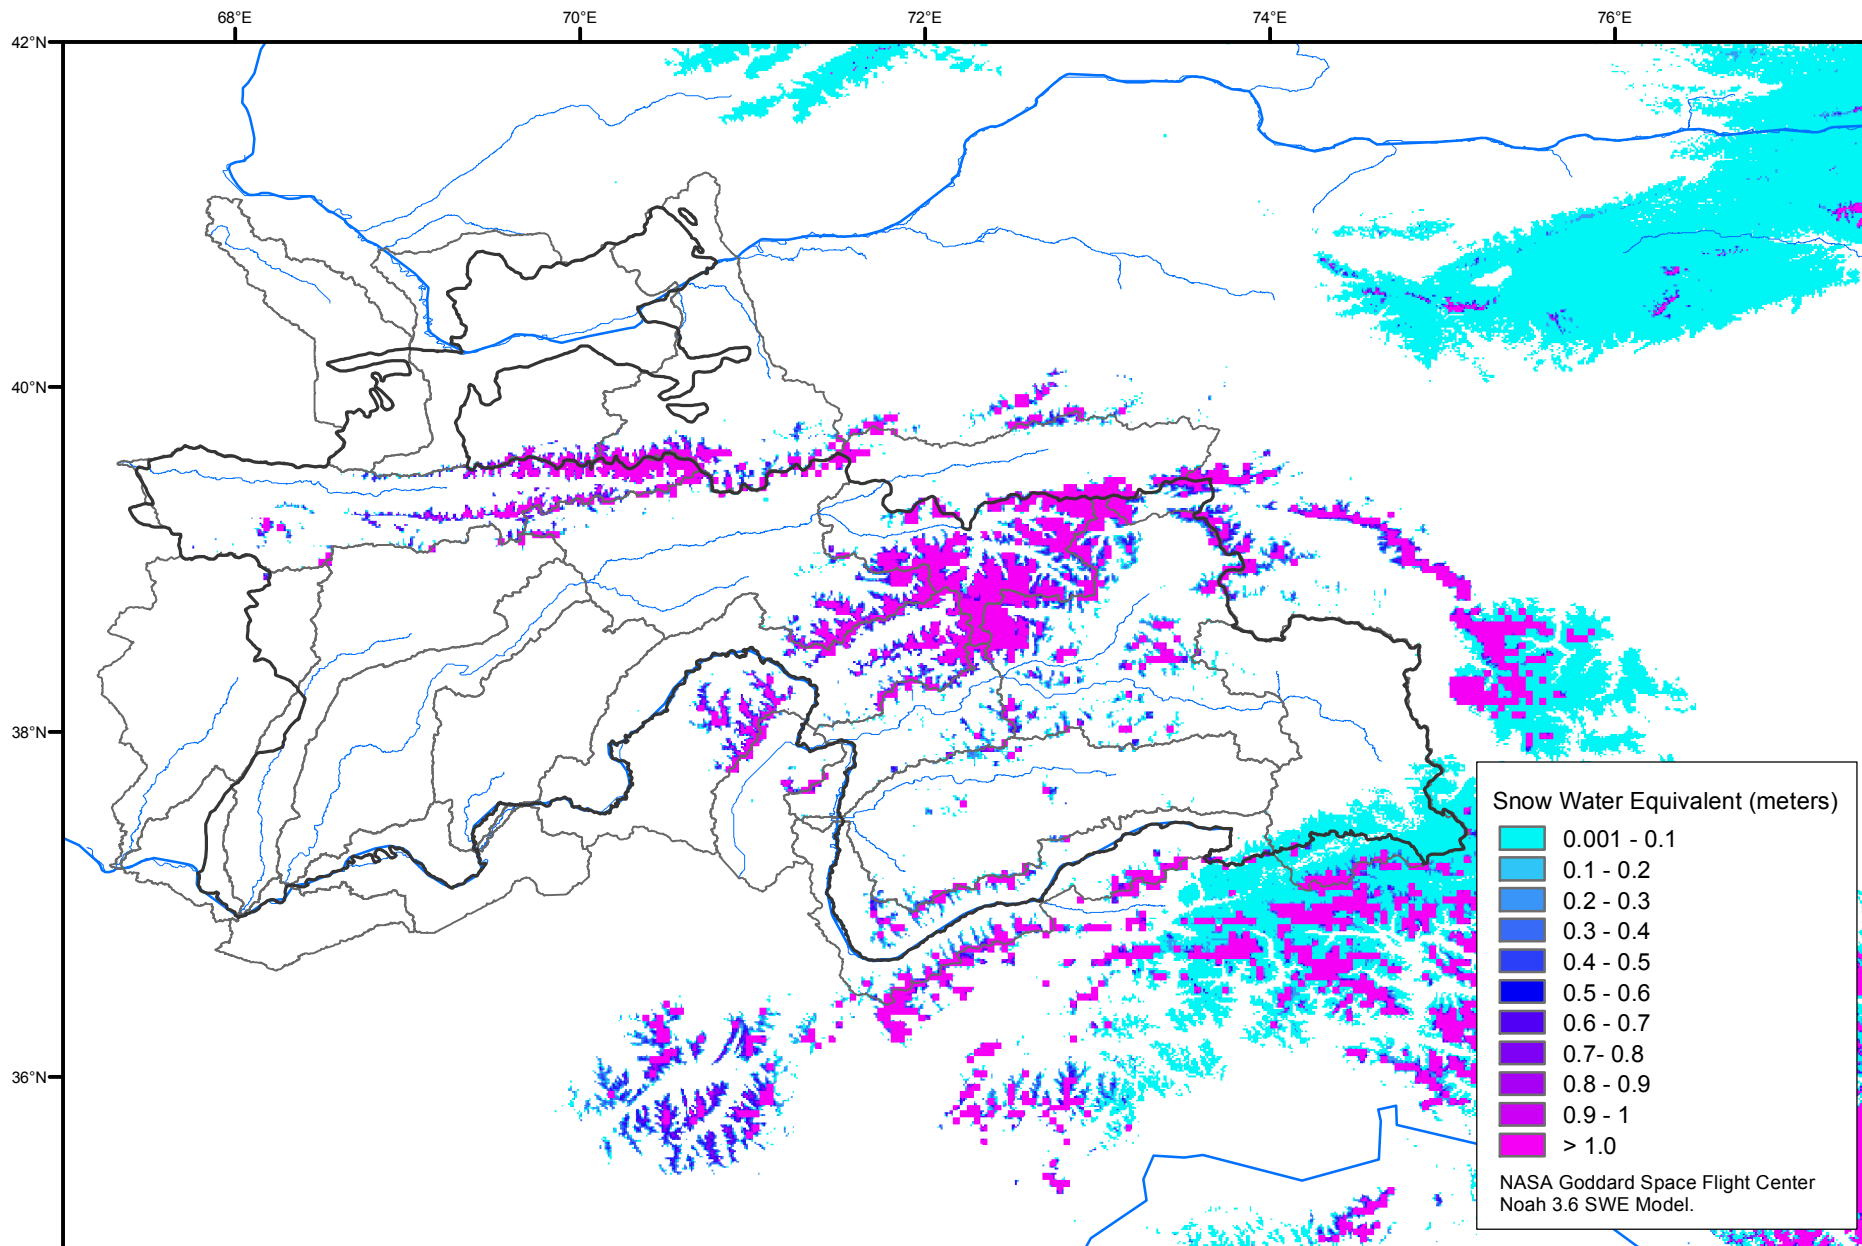 68°E 70°E 72°E 74°E 76°E
42°N
40°N
38°N
36°N
Snow Water Equivalent (meters)
0.001 - 0.1
0.1 - 0.2
0.2 - 0.3
0.3 - 0.4
0.4 - 0.5
0.5 - 0.6
0.6 - 0.7
0.7- 0.8
0.8 - 0.9
0.9 - 1
> 1.0
NASA Goddard Space Flight Center
Noah 3.6 SWE Model.